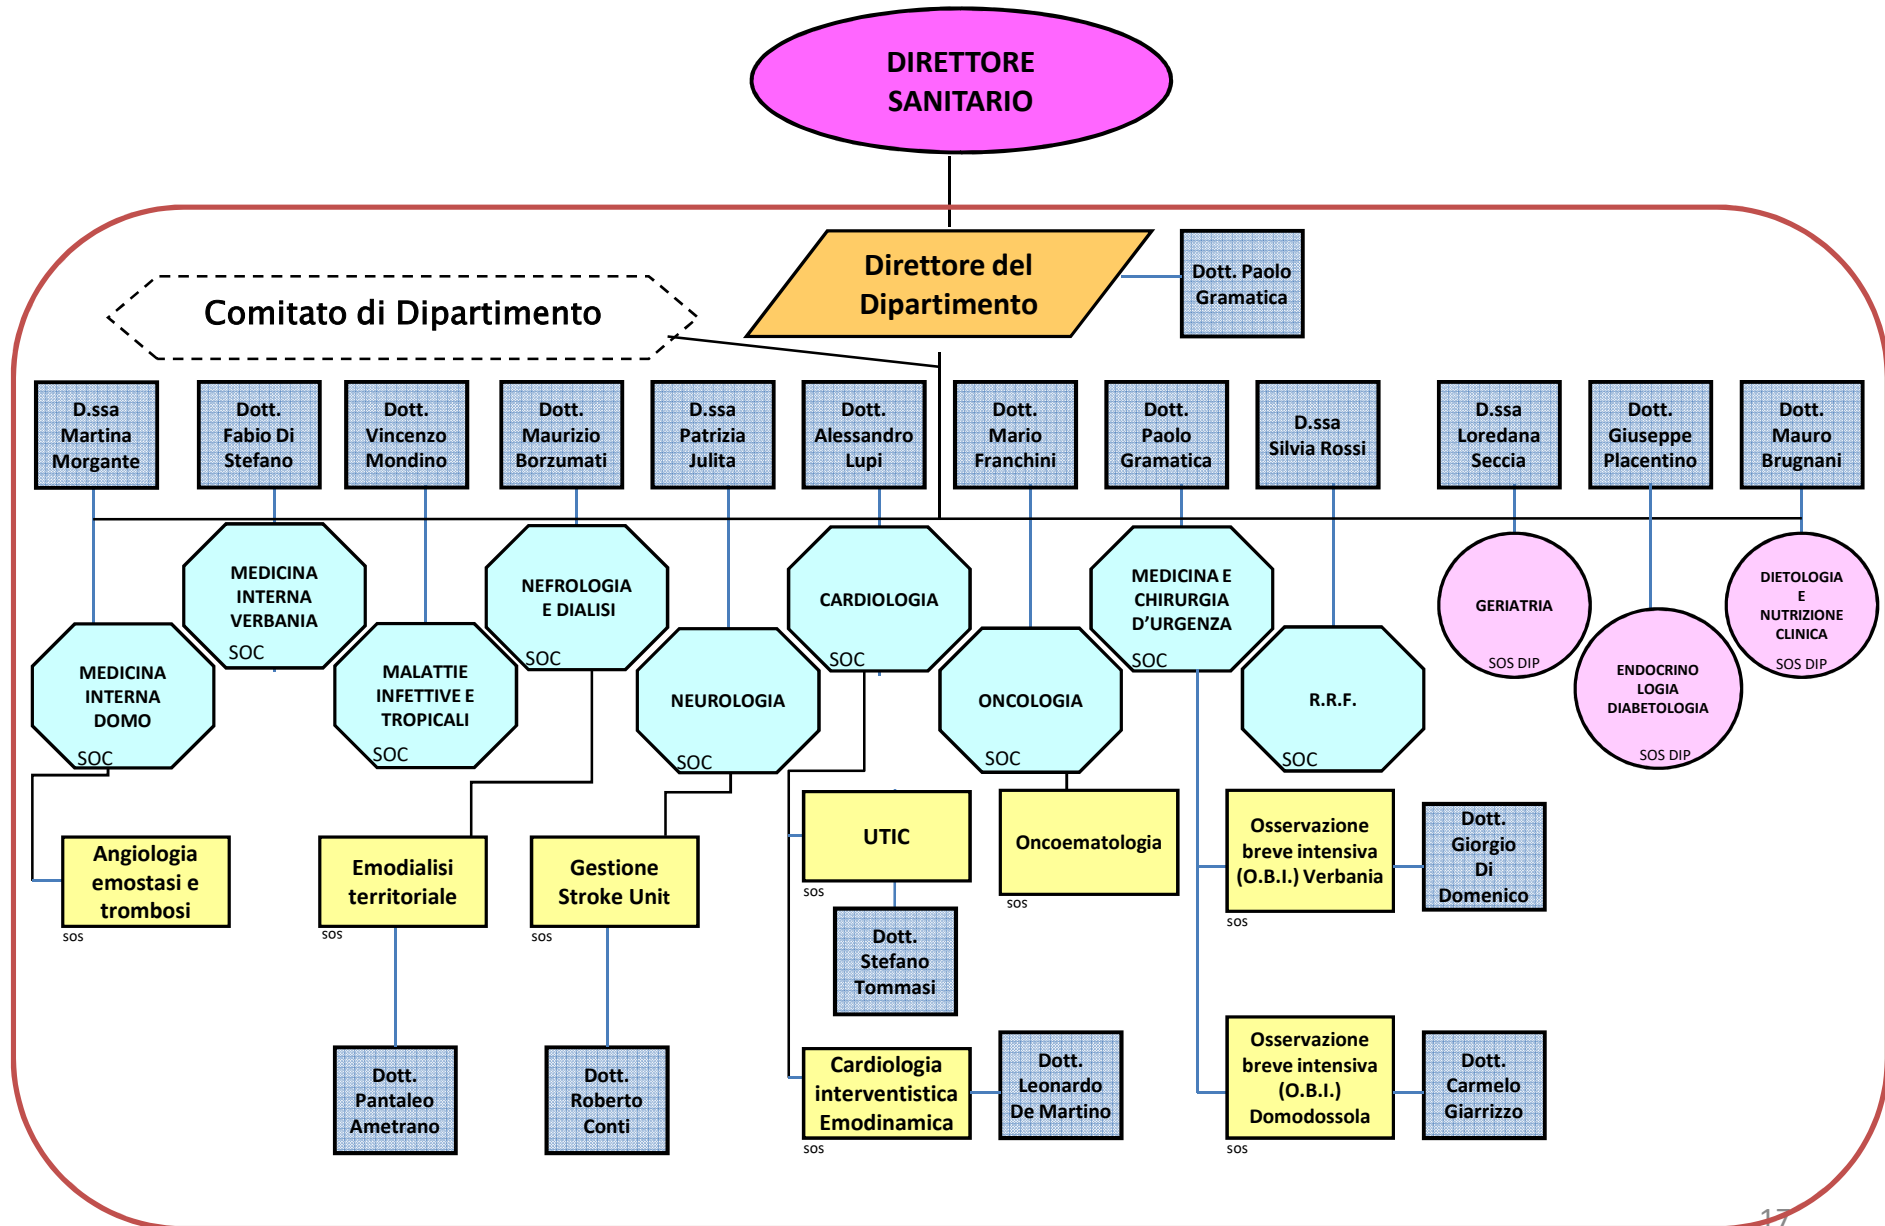 DIRETTORE
SANITARIO
Direttore del
Dipartimento
Dott. Paolo
Gramatica
Comitato di Dipartimento
D.ssa
Martina
Morgante
Dott.
Fabio Di
Stefano
Dott.
Vincenzo
Mondino
Dott.
Maurizio
Borzumati
D.ssa
Patrizia
Julita
Dott.
Alessandro
Lupi
Dott.
Mario
Franchini
Dott.
Paolo
Gramatica
D.ssa
Silvia Rossi
D.ssa
Loredana
Seccia
Dott.
Giuseppe
Placentino
Dott.
Mauro
Brugnani
MEDICINA
INTERNA
DOMO
SOC
MEDICINA
INTERNA
VERBANIA
SOC
MALATTIE
INFETTIVE E
TROPICALI
SOC
NEFROLOGIA
E DIALISI
SOC
NEUROLOGIA
SOC
CARDIOLOGIA
SOC
ONCOLOGIA
SOC
MEDICINA E
CHIRURGIA
D’URGENZA
SOC
R.R.F.
SOC
GERIATRIA
SOS DIP
ENDOCRINO
LOGIA
DIABETOLOGIA
SOS DIP
DIETOLOGIA
E
NUTRIZIONE
CLINICA
SOS DIP
Angiologia
emostasi e
trombosi
sos
Emodialisi
territoriale
sos
Gestione
Stroke Unit
sos
UTIC
sos
Oncoematologia
sos
Osservazione
breve intensiva
(O.B.I.) Verbania
sos
Dott.
Giorgio
Di
Domenico
Dott.
Stefano
Tommasi
Dott.
Pantaleo
Ametrano
Dott.
Roberto
Conti
Cardiologia
interventistica
Emodinamica
sos
Dott.
Leonardo
De Martino
Osservazione
breve intensiva
(O.B.I.)
Domodossola
sos
Dott.
Carmelo
Giarrizzo
17